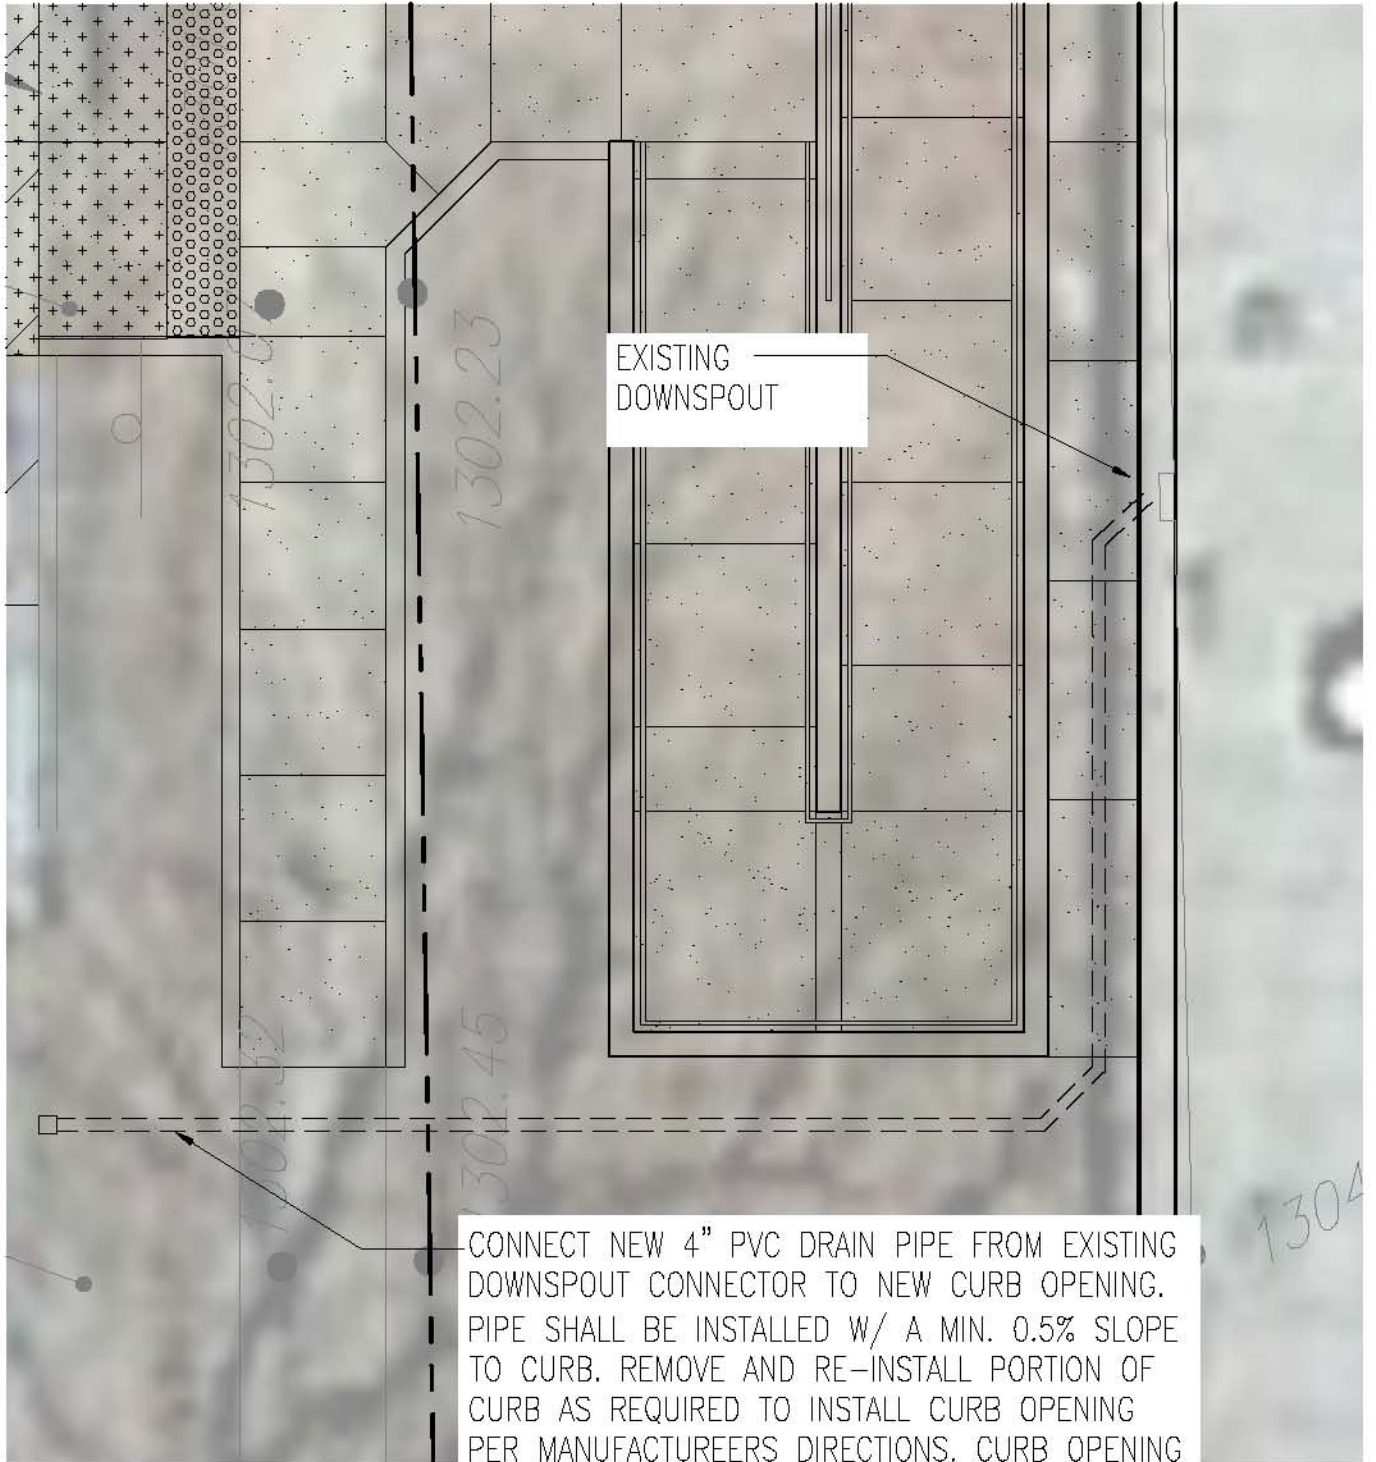 EXISTING
DOWNSPOUT
1302.23
1302.45
1304
CONNECT NEW 4" PVC DRAIN PIPE FROM EXISTING
DOWNSPOUT CONNECTOR TO NEW CURB OPENING.
PIPE SHALL BE INSTALLED W/ A MIN. 0.5% SLOPE
TO CURB. REMOVE AND RE-INSTALL PORTION OF
CURB AS REQUIRED TO INSTALL CURB OPENING
PER MANUFACTUREERS DIRECTIONS. CURB OPENING